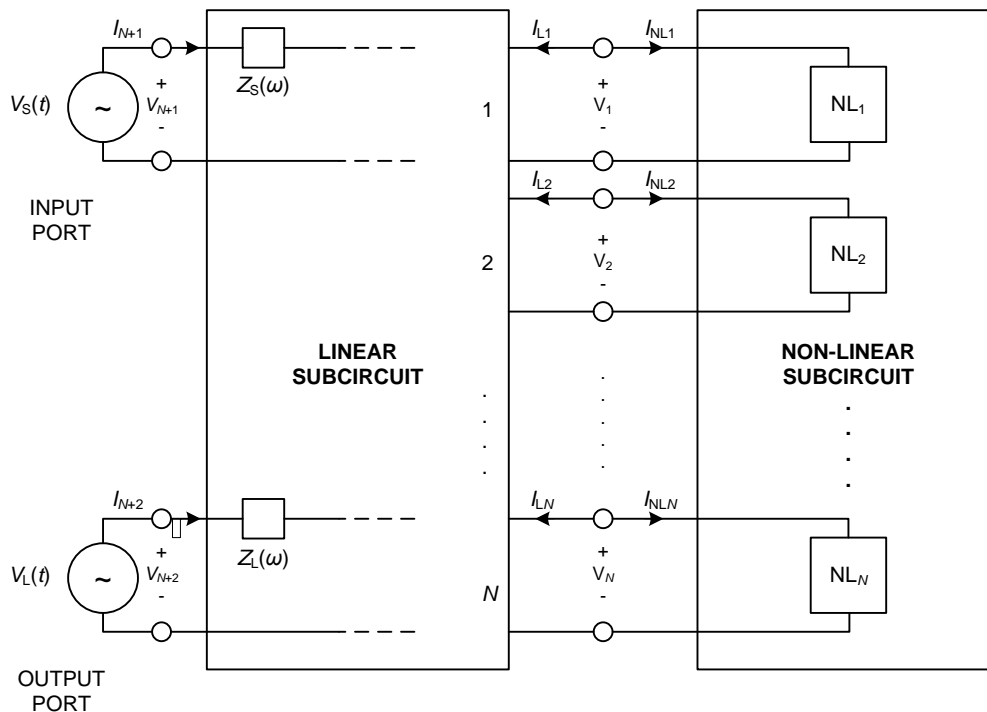 I_{N+1}
Z_S(ω)
V_S(t)
~
+
V_{N+1}
-
INPUT
PORT
I_{L1}
I_{NL1}
1
+
V_1
-
NL_1
I_{L2}
I_{NL2}
2
+
V_2
-
NL_2
LINEAR
SUBCIRCUIT
NON-LINEAR
SUBCIRCUIT
I_{N+2}
Z_L(ω)
V_L(t)
~
+
V_{N+2}
-
OUTPUT
PORT
I_{LN}
I_{NLN}
N
+
V_N
-
NL_N